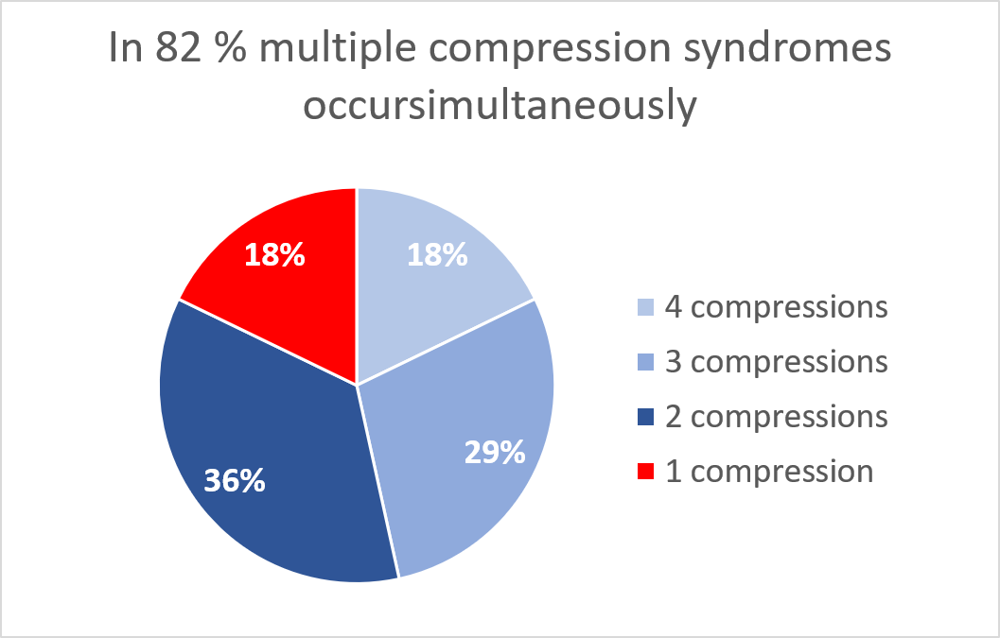 In 82 % multiple compression syndromes
occursimultaneously
18%
18%
29%
36%
4 compressions
3 compressions
2 compressions
1 compression